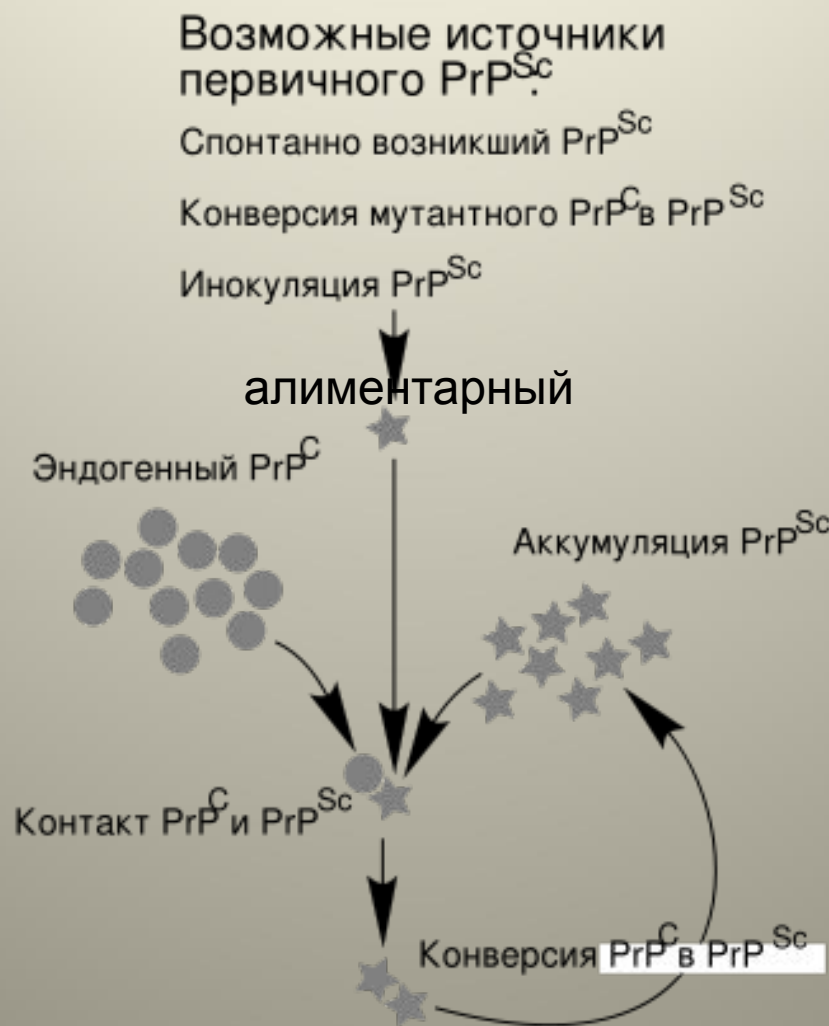 Возможные источники
первичного PrPSc:
Спонтанно возникший PrPSc
Конверсия мутантного PrPC в PrPSc
Инокуляция PrPSc
алиментарный
Эндогенный PrPC
Аккумуляция PrPSc
Контакт PrPC и PrPSc
Конверсия PrPC в PrPSc